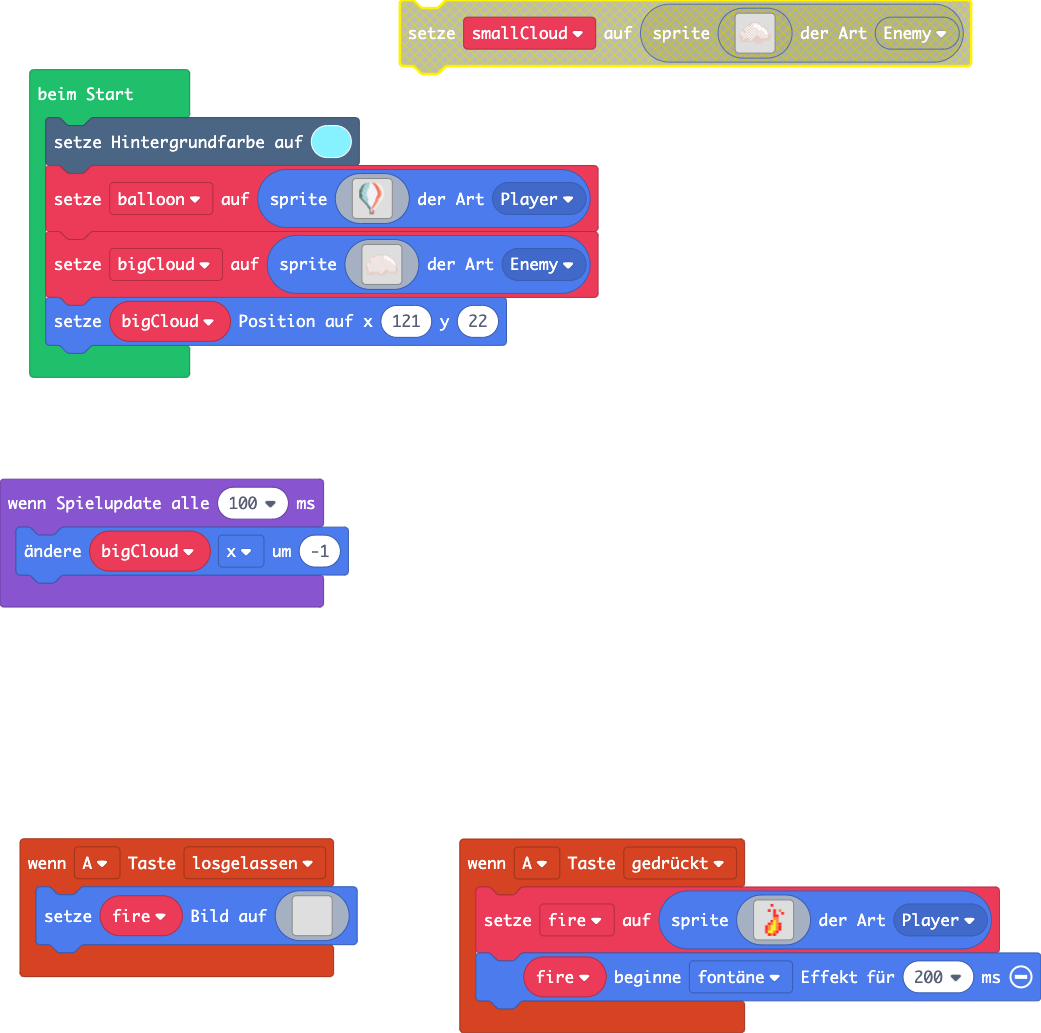 setze smallCloud auf sprite der Art Enemy
beim Start
setze Hintergrundfarbe auf
setze balloon auf sprite der Art Player
setze bigCloud auf sprite der Art Enemy
setze bigCloud Position auf x 121 y 22
wenn Spielupdate alle 100 ms
ändere bigCloud x um -1
wenn A Taste losgelassen
setze fire Bild auf
wenn A Taste gedrückt
setze fire auf sprite der Art Player
fire beginne fontäne Effekt für 200 ms